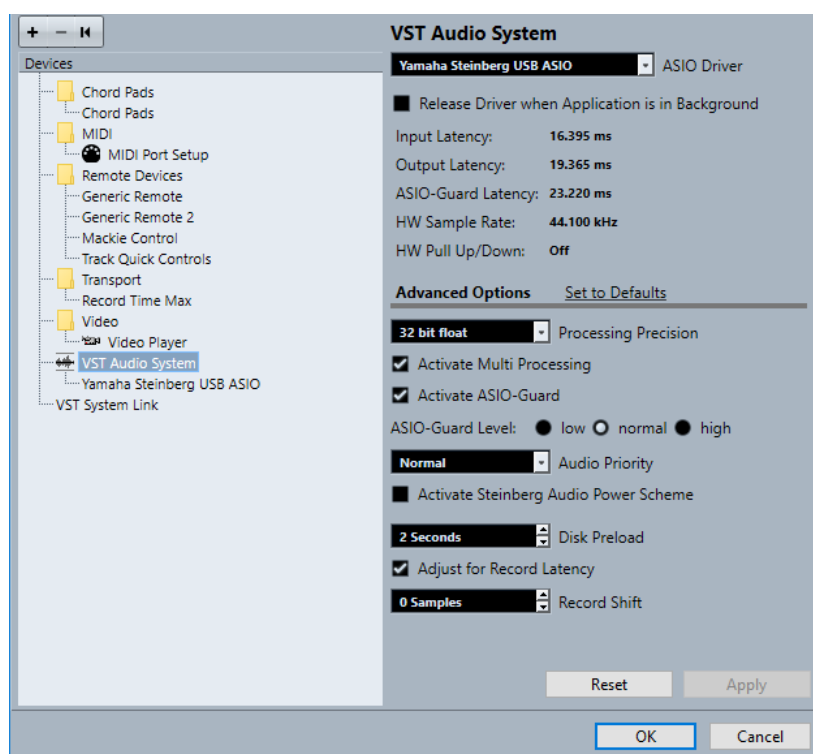 Devices
Chord Pads
Chord Pads
MIDI
MIDI Port Setup
Remote Devices
Generic Remote
Generic Remote 2
Mackie Control
Track Quick Controls
Transport
Record Time Max
Video
Video Player
VST Audio System
Yamaha Steinberg USB ASIO
VST System Link
VST Audio System
Yamaha Steinberg USB ASIO ASIO Driver
Release Driver when Application is in Background
Input Latency: 16.395 ms
Output Latency: 19.365 ms
ASIO-Guard Latency: 23.220 ms
HW Sample Rate: 44.100 kHz
HW Pull Up/Down: Off
Advanced Options Set to Defaults
32 bit float Processing Precision
Activate Multi Processing
Activate ASIO-Guard
ASIO-Guard Level: low normal high
Normal Audio Priority
Activate Steinberg Audio Power Scheme
2 Seconds Disk Preload
Adjust for Record Latency
0 Samples Record Shift
Reset Apply
OK Cancel